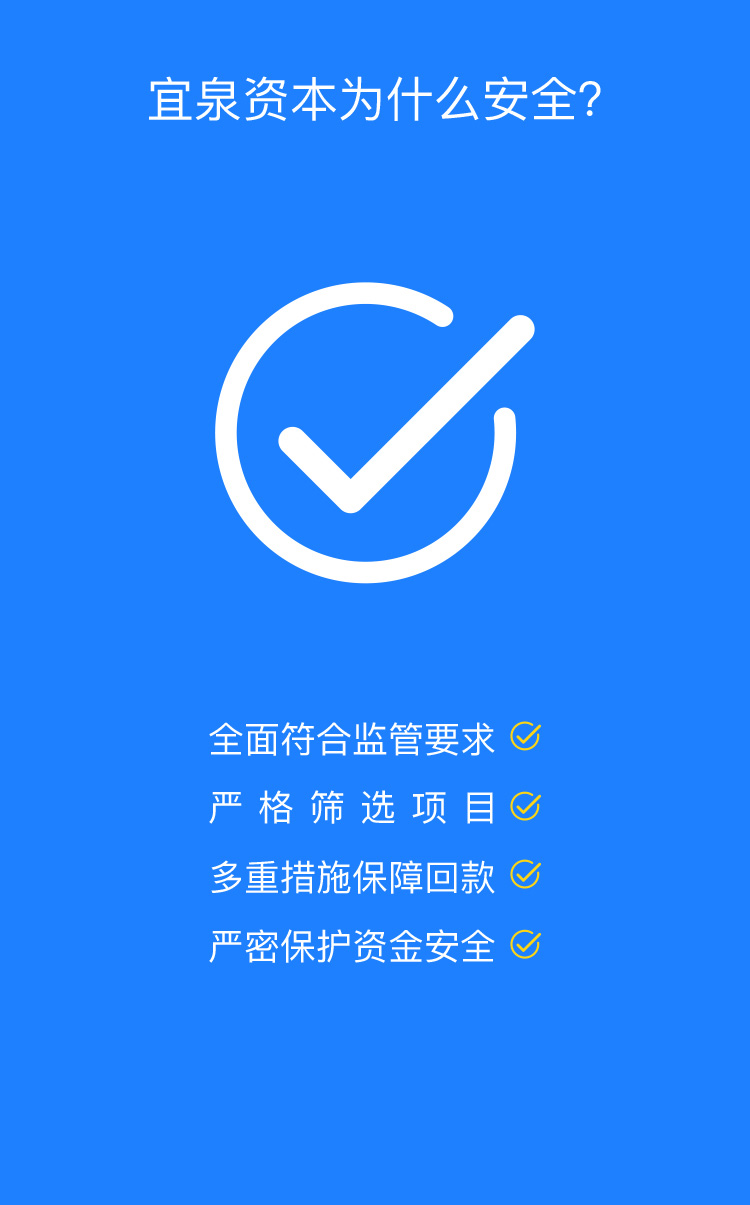 宜泉资本为什么安全?
全面符合监管要求
严格筛选项目
多重措施保障回款
严密保护资金安全